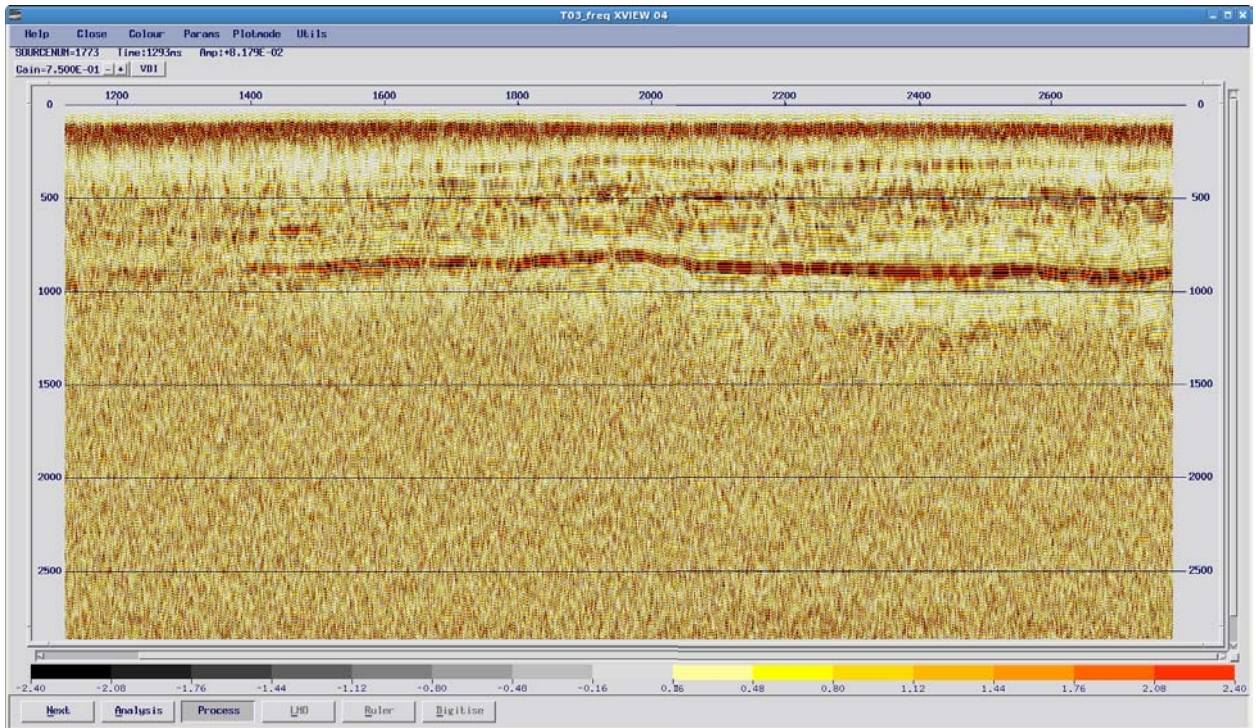 T03_freq XVIEW 04
Help Close Colour Params Plotmode Utils
SOURCENUM=1773 Time:1293ms Amp:+8.179E-02
Gain=7.500E-01 - + VDI
1200 1400 1600 1800 2000 2200 2400 2600
0 0
500 500
1000 1000
1500 1500
2000 2000
2500 2500
-2.40 -2.08 -1.76 -1.44 -1.12 -0.80 -0.48 -0.16 0.16 0.48 0.80 1.12 1.44 1.76 2.08 2.40
Next Analysis Process LMO Ruler Digitise